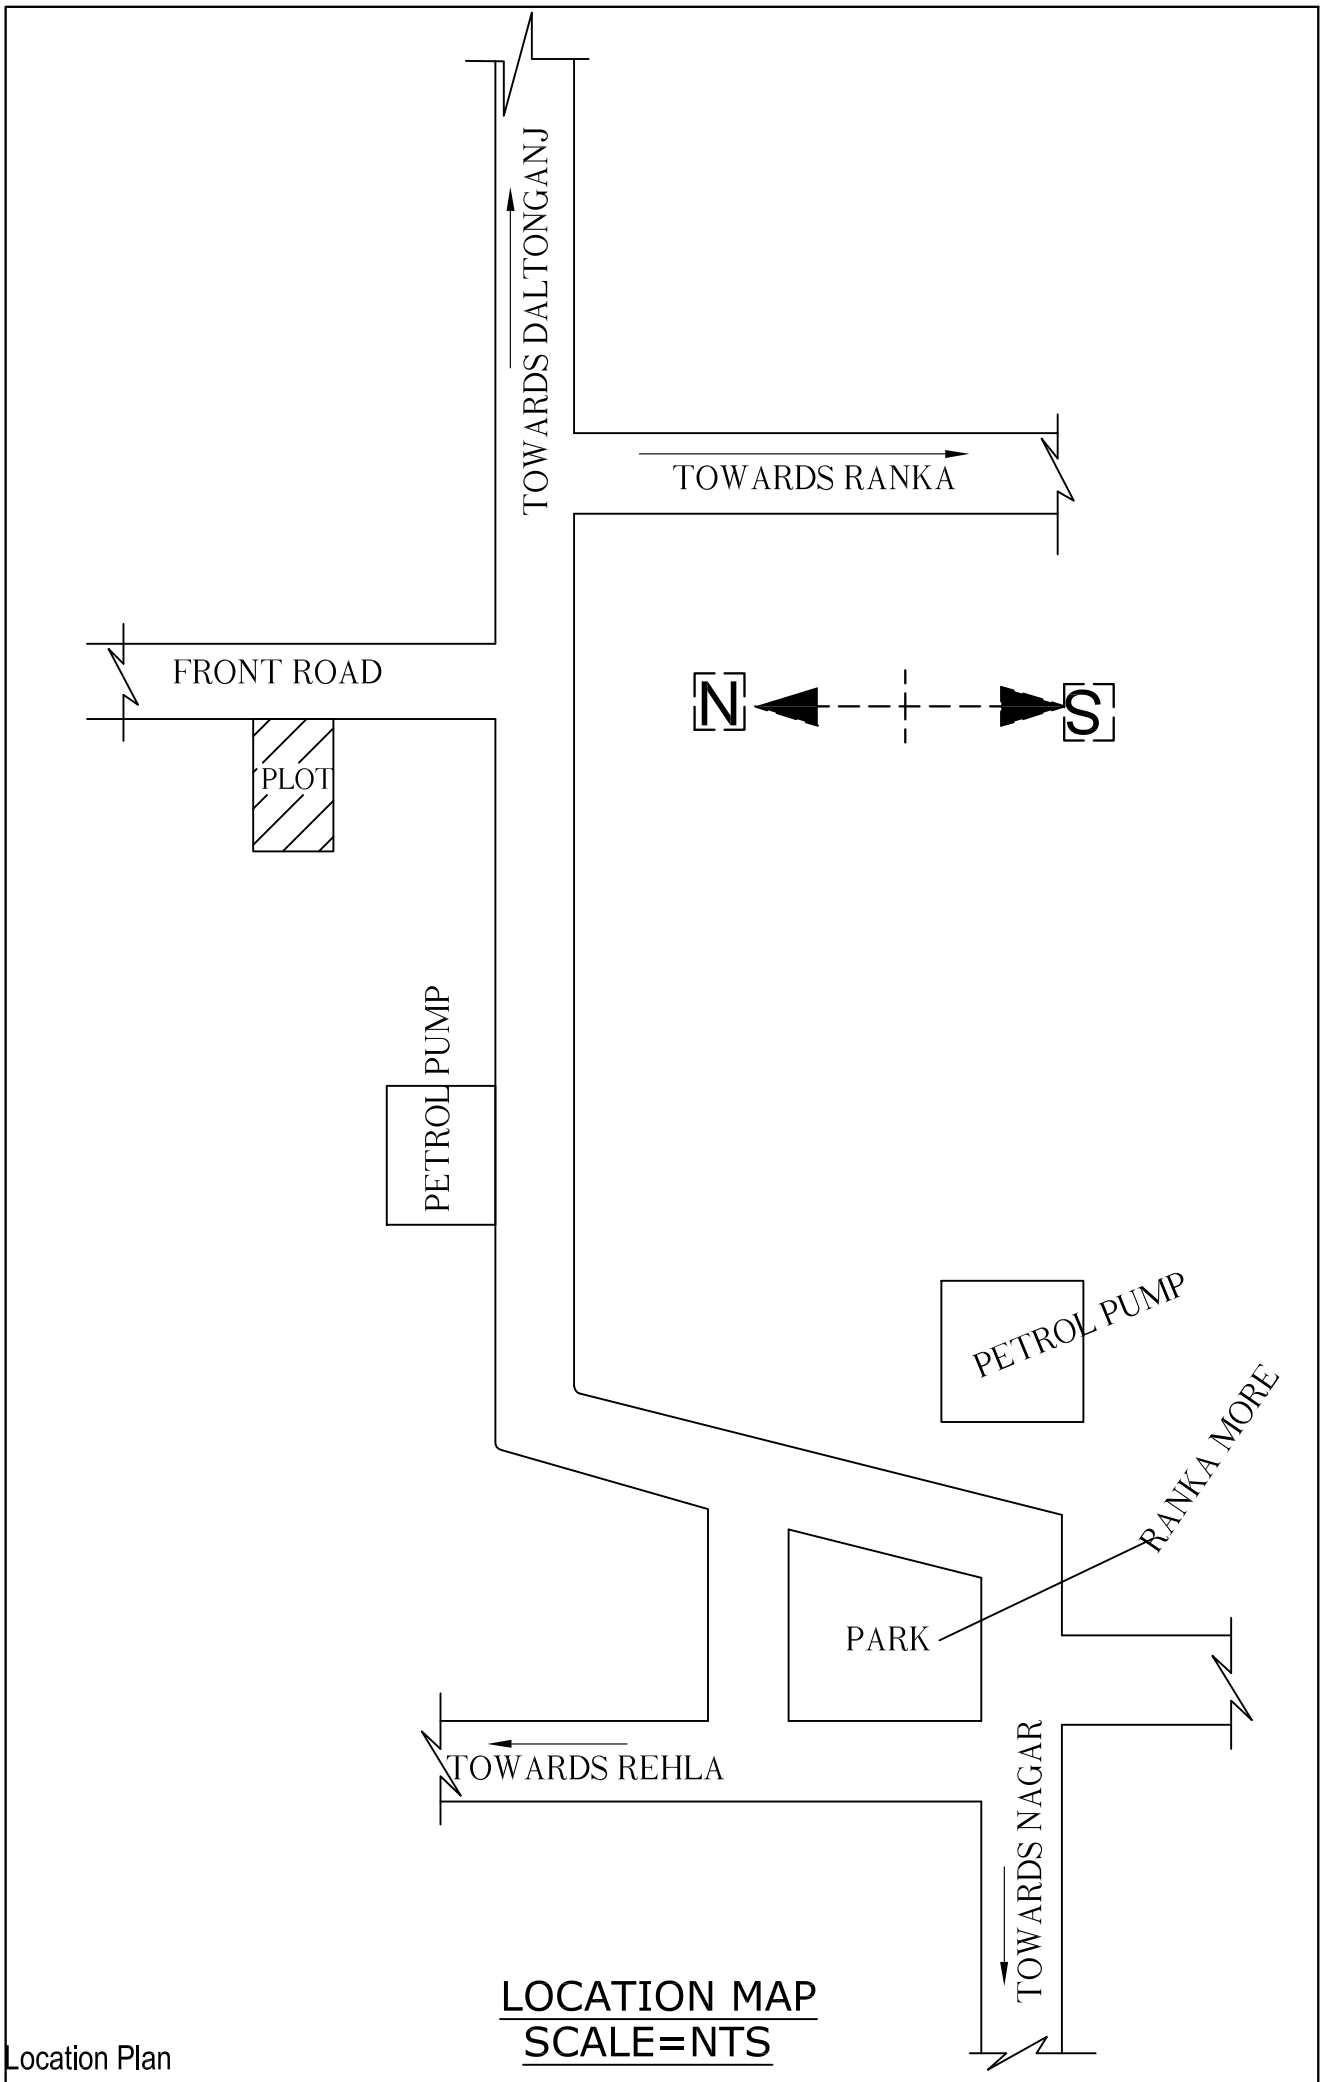 TOWARDS DALTONGANJ
TOWARDS RANKA
FRONT ROAD
N
S
PLOT
PETROL PUMP
PETROL PUMP
RANKA MORE
PARK
TOWARDS REHLA
TOWARDS NAGAR
LOCATION MAP
SCALE=NTS
Location Plan